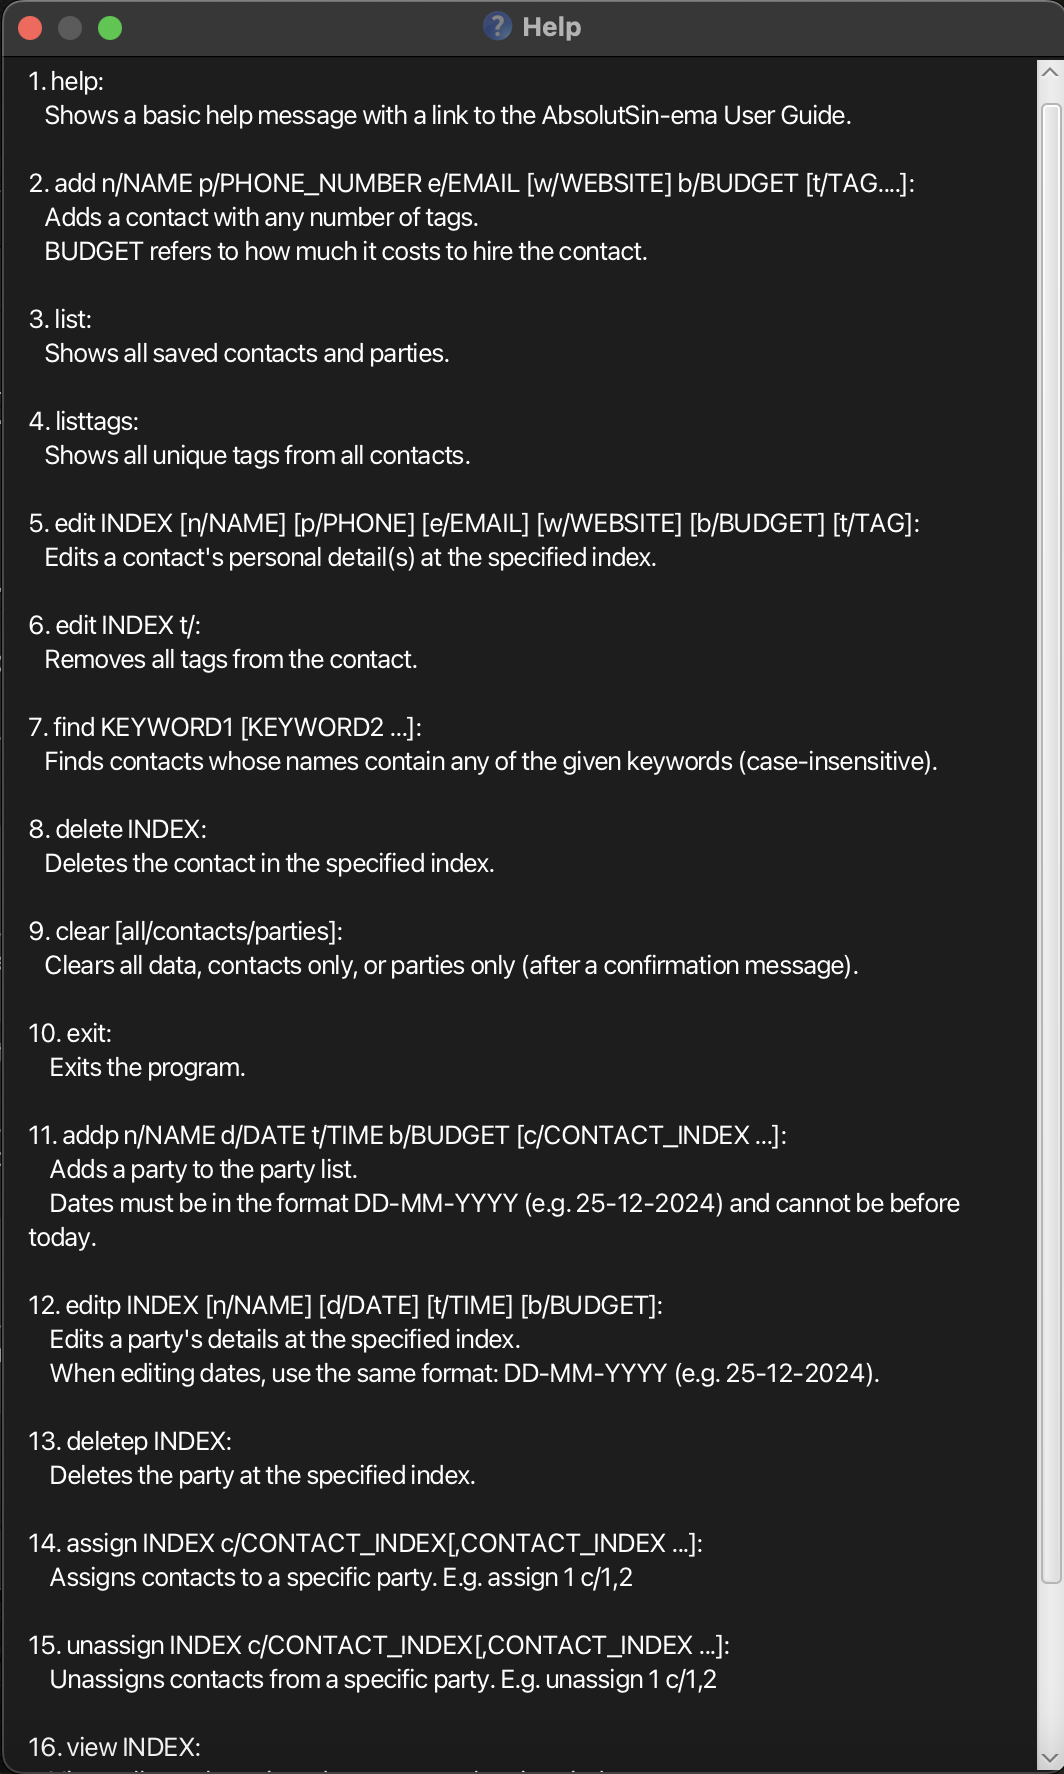 Help
1. help:
Shows a basic help message with a link to the AbsolutSin-ema User Guide.
2. add n/NAME p/PHONE_NUMBER e/EMAIL [w/WEBSITE] b/BUDGET [t/TAG....]:
Adds a contact with any number of tags.
BUDGET refers to how much it costs to hire the contact.
3. list:
Shows all saved contacts and parties.
4. listtags:
Shows all unique tags from all contacts.
5. edit INDEX [n/NAME] [p/PHONE] [e/EMAIL] [w/WEBSITE] [b/BUDGET] [t/TAG]:
Edits a contact's personal detail(s) at the specified index.
6. edit INDEX t/:
Removes all tags from the contact.
7. find KEYWORD1 [KEYWORD2 ...]:
Finds contacts whose names contain any of the given keywords (case-insensitive).
8. delete INDEX:
Deletes the contact in the specified index.
9. clear [all/contacts/parties]:
Clears all data, contacts only, or parties only (after a confirmation message).
10. exit:
Exits the program.
11. addp n/NAME d/DATE t/TIME b/BUDGET [c/CONTACT_INDEX ...]:
Adds a party to the party list.
Dates must be in the format DD-MM-YYYY (e.g. 25-12-2024) and cannot be before
today.
12. editp INDEX [n/NAME] [d/DATE] [t/TIME] [b/BUDGET]:
Edits a party's details at the specified index.
When editing dates, use the same format: DD-MM-YYYY (e.g. 25-12-2024).
13. deletep INDEX:
Deletes the party at the specified index.
14. assign INDEX c/CONTACT_INDEX[,CONTACT_INDEX ...]:
Assigns contacts to a specific party. E.g. assign 1 c/1,2
15. unassign INDEX c/CONTACT_INDEX[,CONTACT_INDEX ...]:
Unassigns contacts from a specific party. E.g. unassign 1 c/1,2
16. view INDEX: